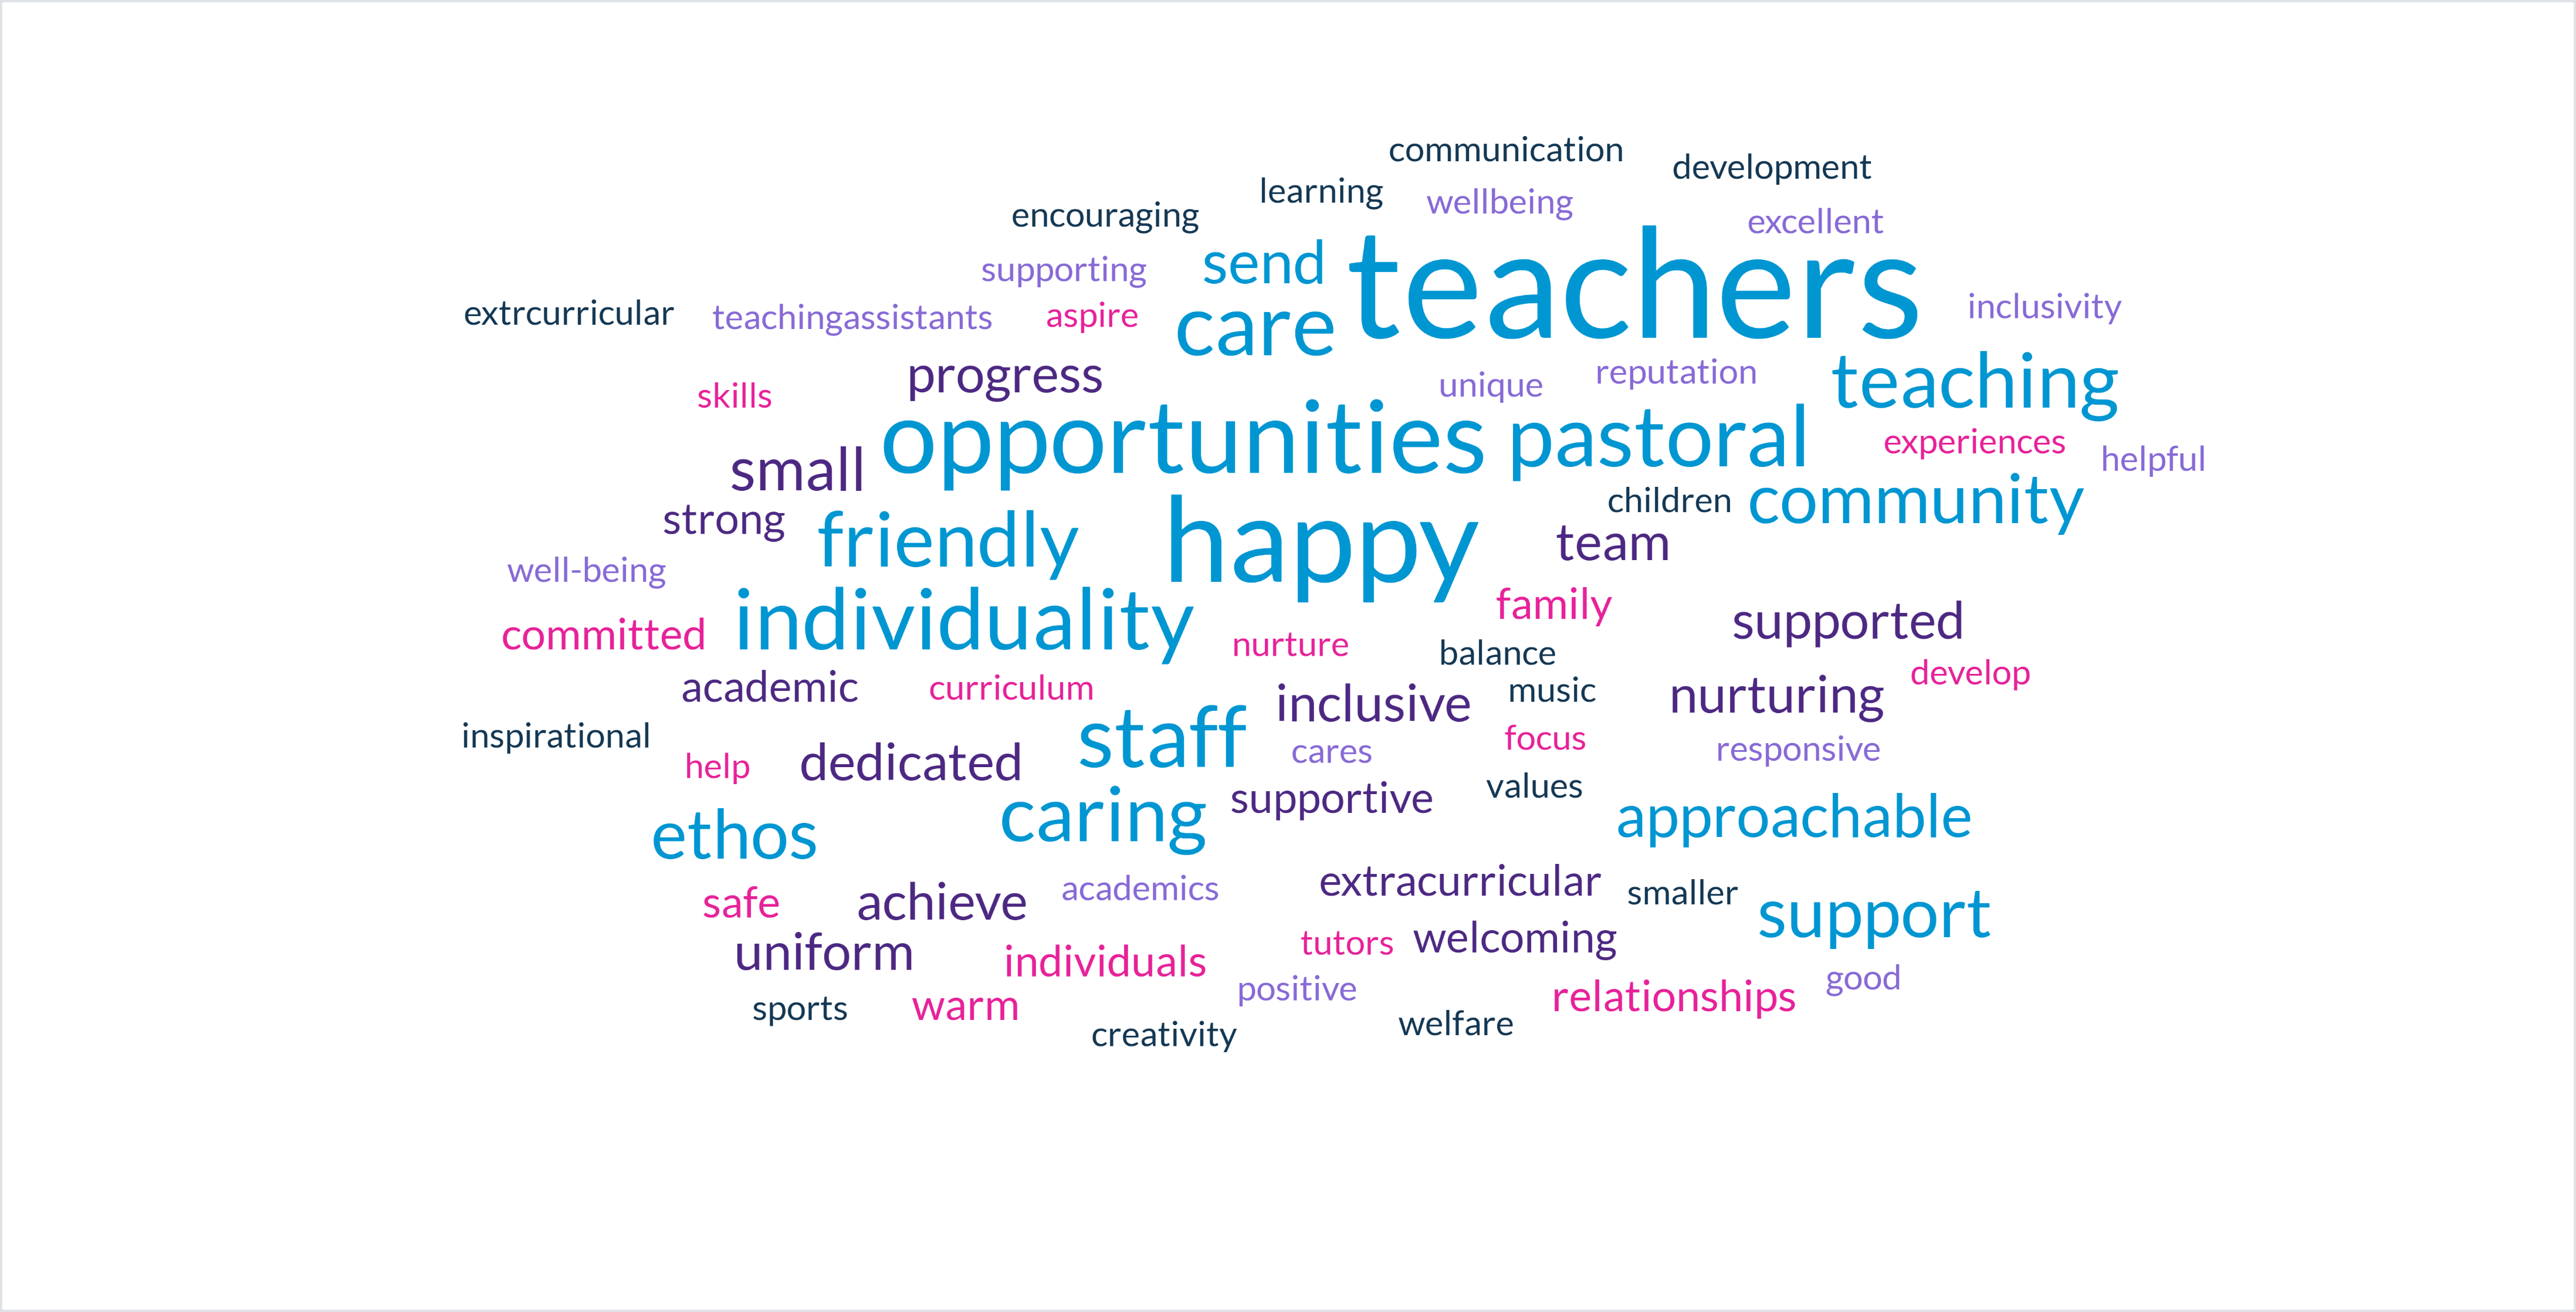 communication
development
learning
wellbeing
encouraging
excellent
supporting
send
teachers
extrcurricular
teachingassistants
aspire
care
inclusivity
skills
progress
unique
reputation
teaching
small
opportunities
pastoral
experiences
helpful
strong
friendly
happy
children
community
team
well-being
committed
individuality
family
supported
nurture
balance
develop
academic
curriculum
inclusive
music
nurturing
inspirational
staff
focus
responsive
help
dedicated
cares
values
ethos
caring
supportive
approachable
safe
achieve
academics
extracurricular
smaller
support
uniform
individuals
tutors
welcoming
good
sports
warm
positive
relationships
creativity
welfare